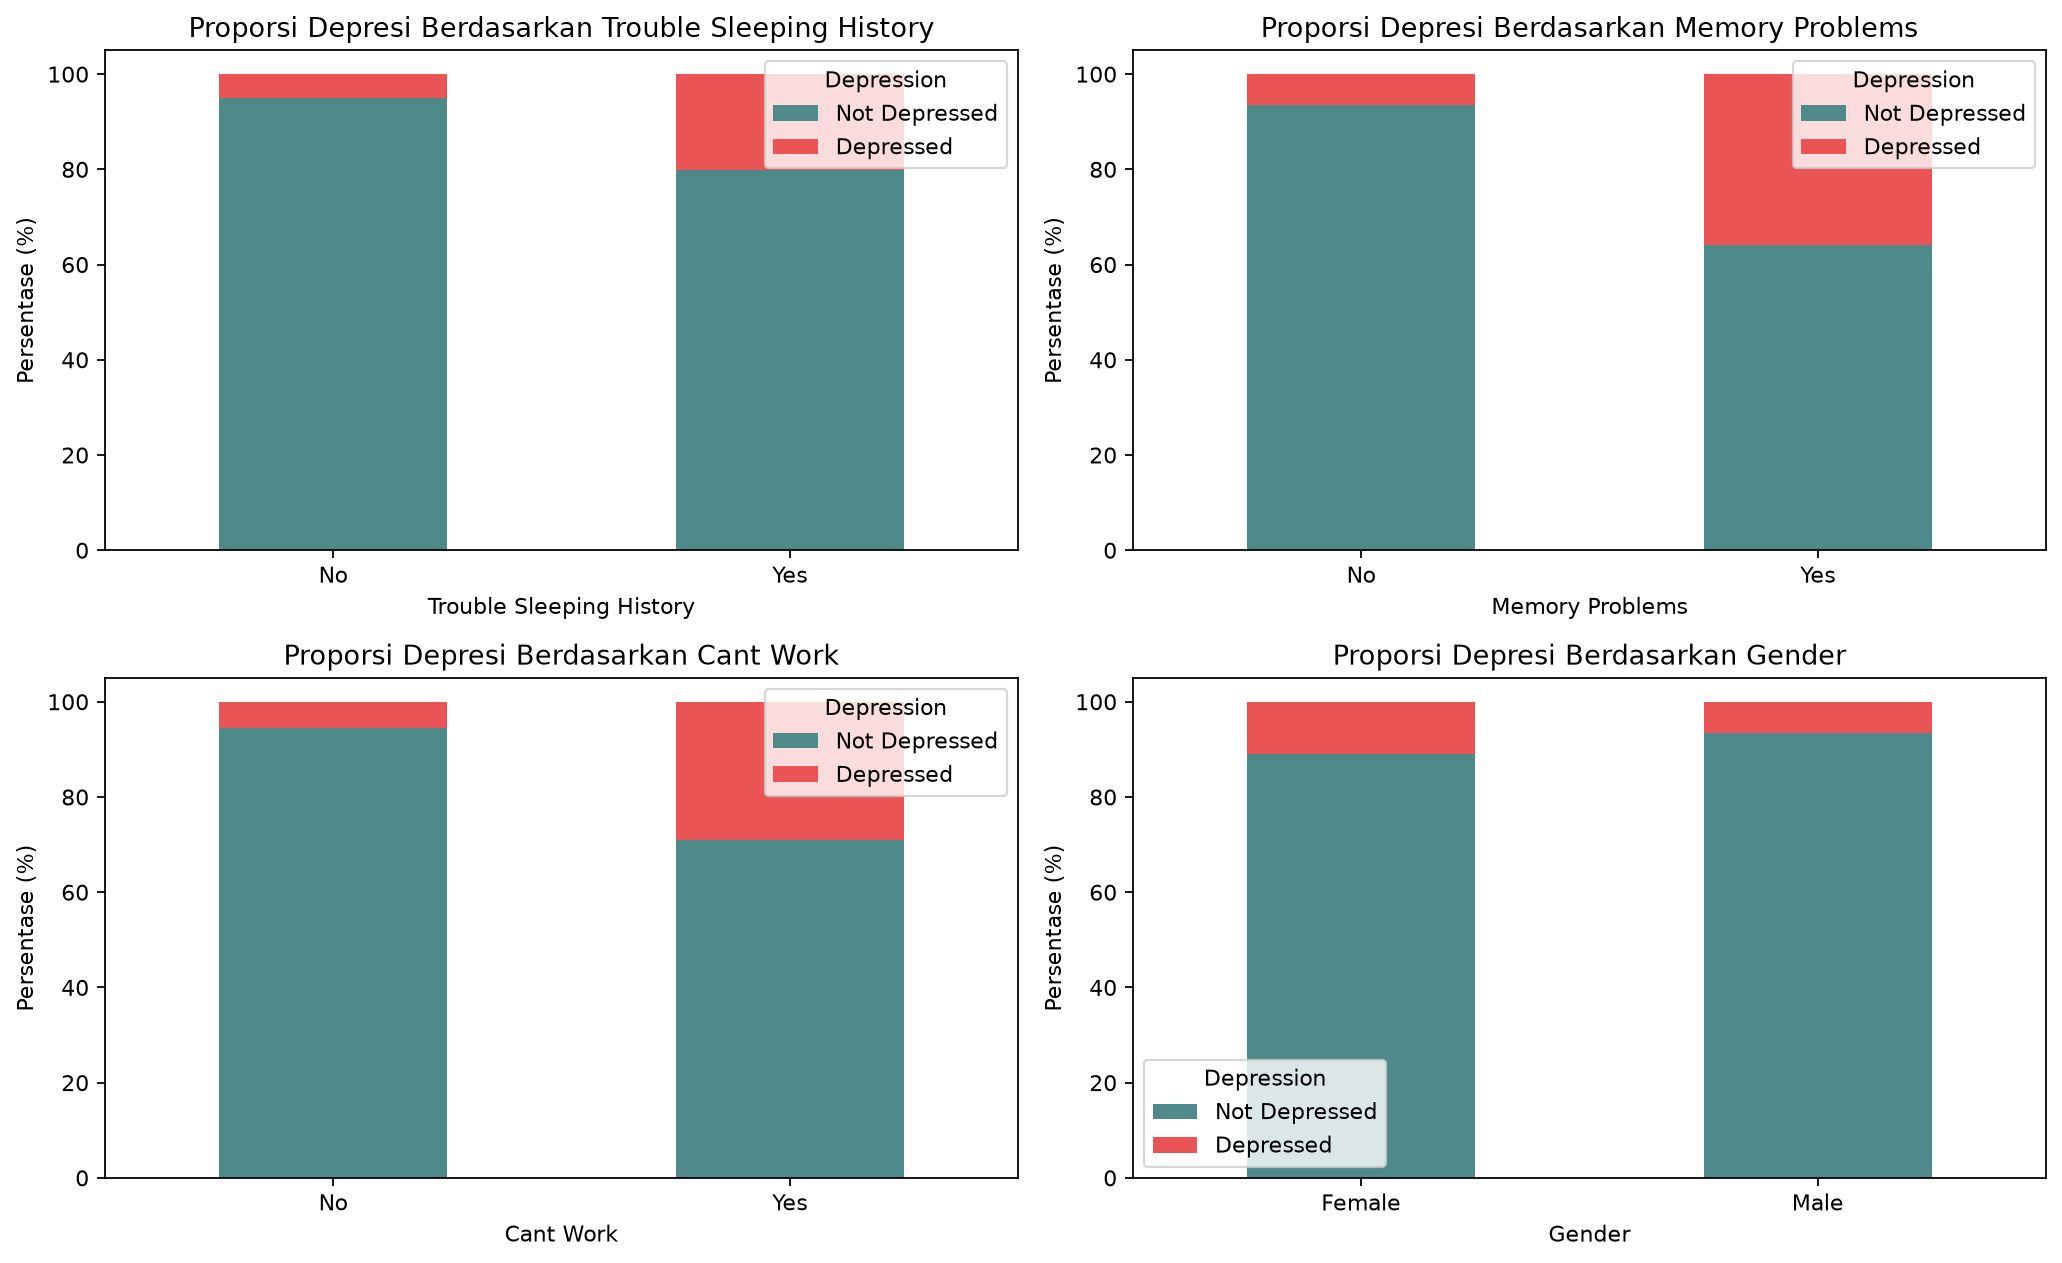 Proporsi Depresi Berdasarkan Trouble Sleeping History
Persentase (%)
100
80
60
40
20
0
Depression
Not Depressed
Depressed
No
Yes
Trouble Sleeping History
Proporsi Depresi Berdasarkan Memory Problems
Persentase (%)
100
80
60
40
20
0
Depression
Not Depressed
Depressed
No
Yes
Memory Problems
Proporsi Depresi Berdasarkan Cant Work
Persentase (%)
100
80
60
40
20
0
Depression
Not Depressed
Depressed
No
Yes
Cant Work
Proporsi Depresi Berdasarkan Gender
Persentase (%)
100
80
60
40
20
0
Depression
Not Depressed
Depressed
Female
Male
Gender